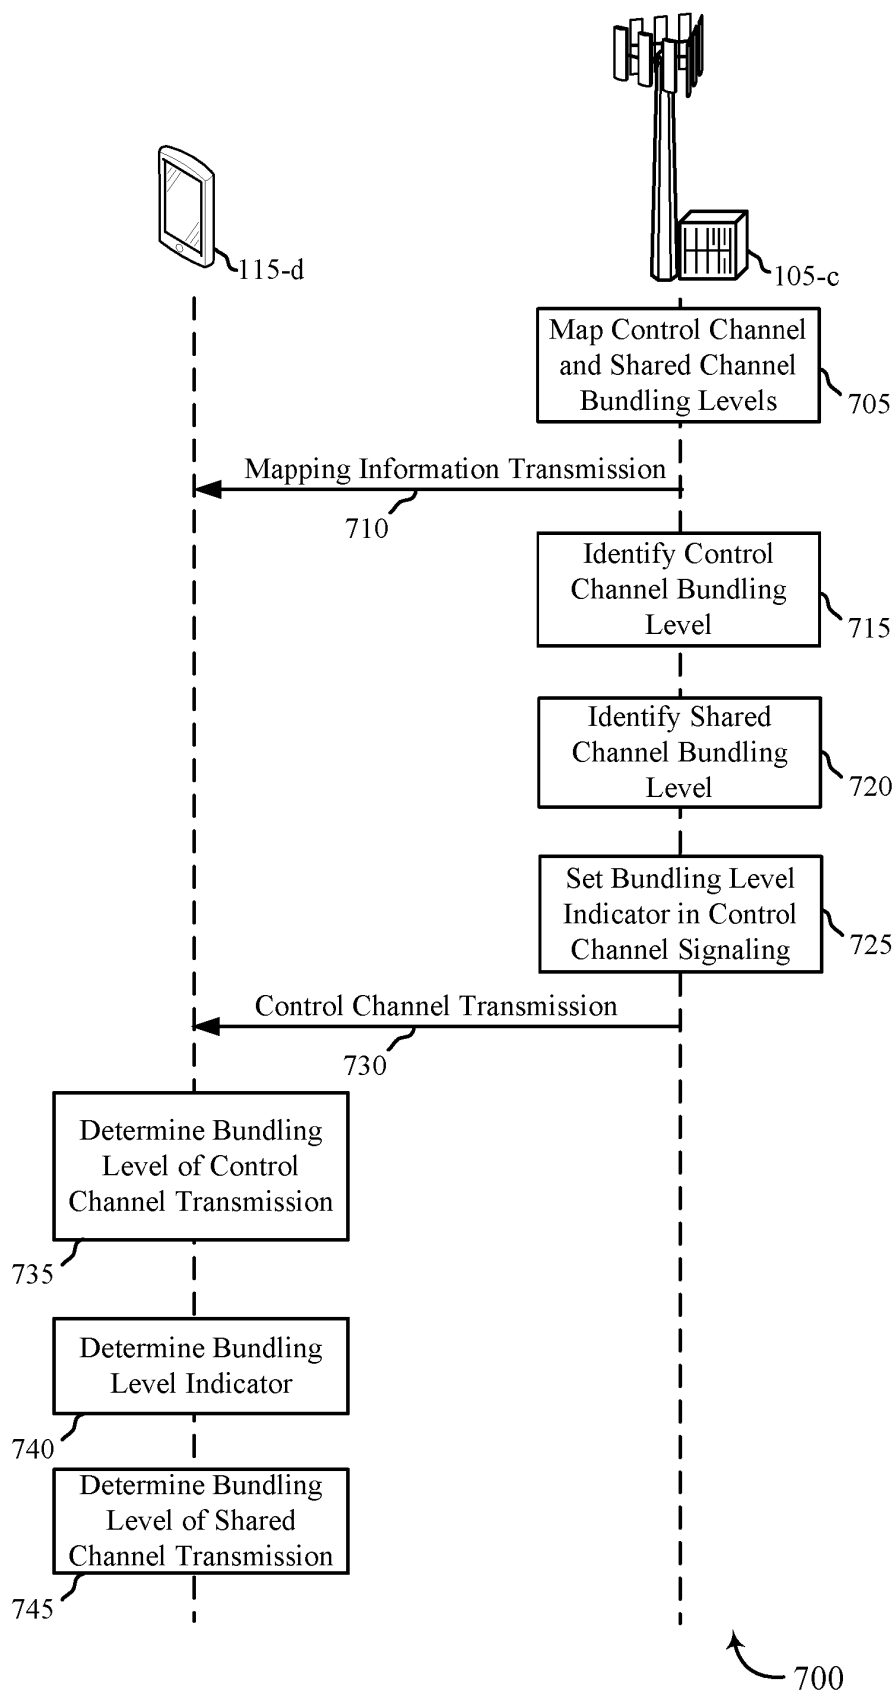 115-d
105-c
Map Control Channel
and Shared Channel
Bundling Levels
705
Mapping Information Transmission
710
Identify Control
Channel Bundling
Level
715
Identify Shared
Channel Bundling
Level
720
Set Bundling Level
Indicator in Control
Channel Signaling
725
Control Channel Transmission
730
Determine Bundling
Level of Control
Channel Transmission
735
Determine Bundling
Level Indicator
740
Determine Bundling
Level of Shared
Channel Transmission
745
700